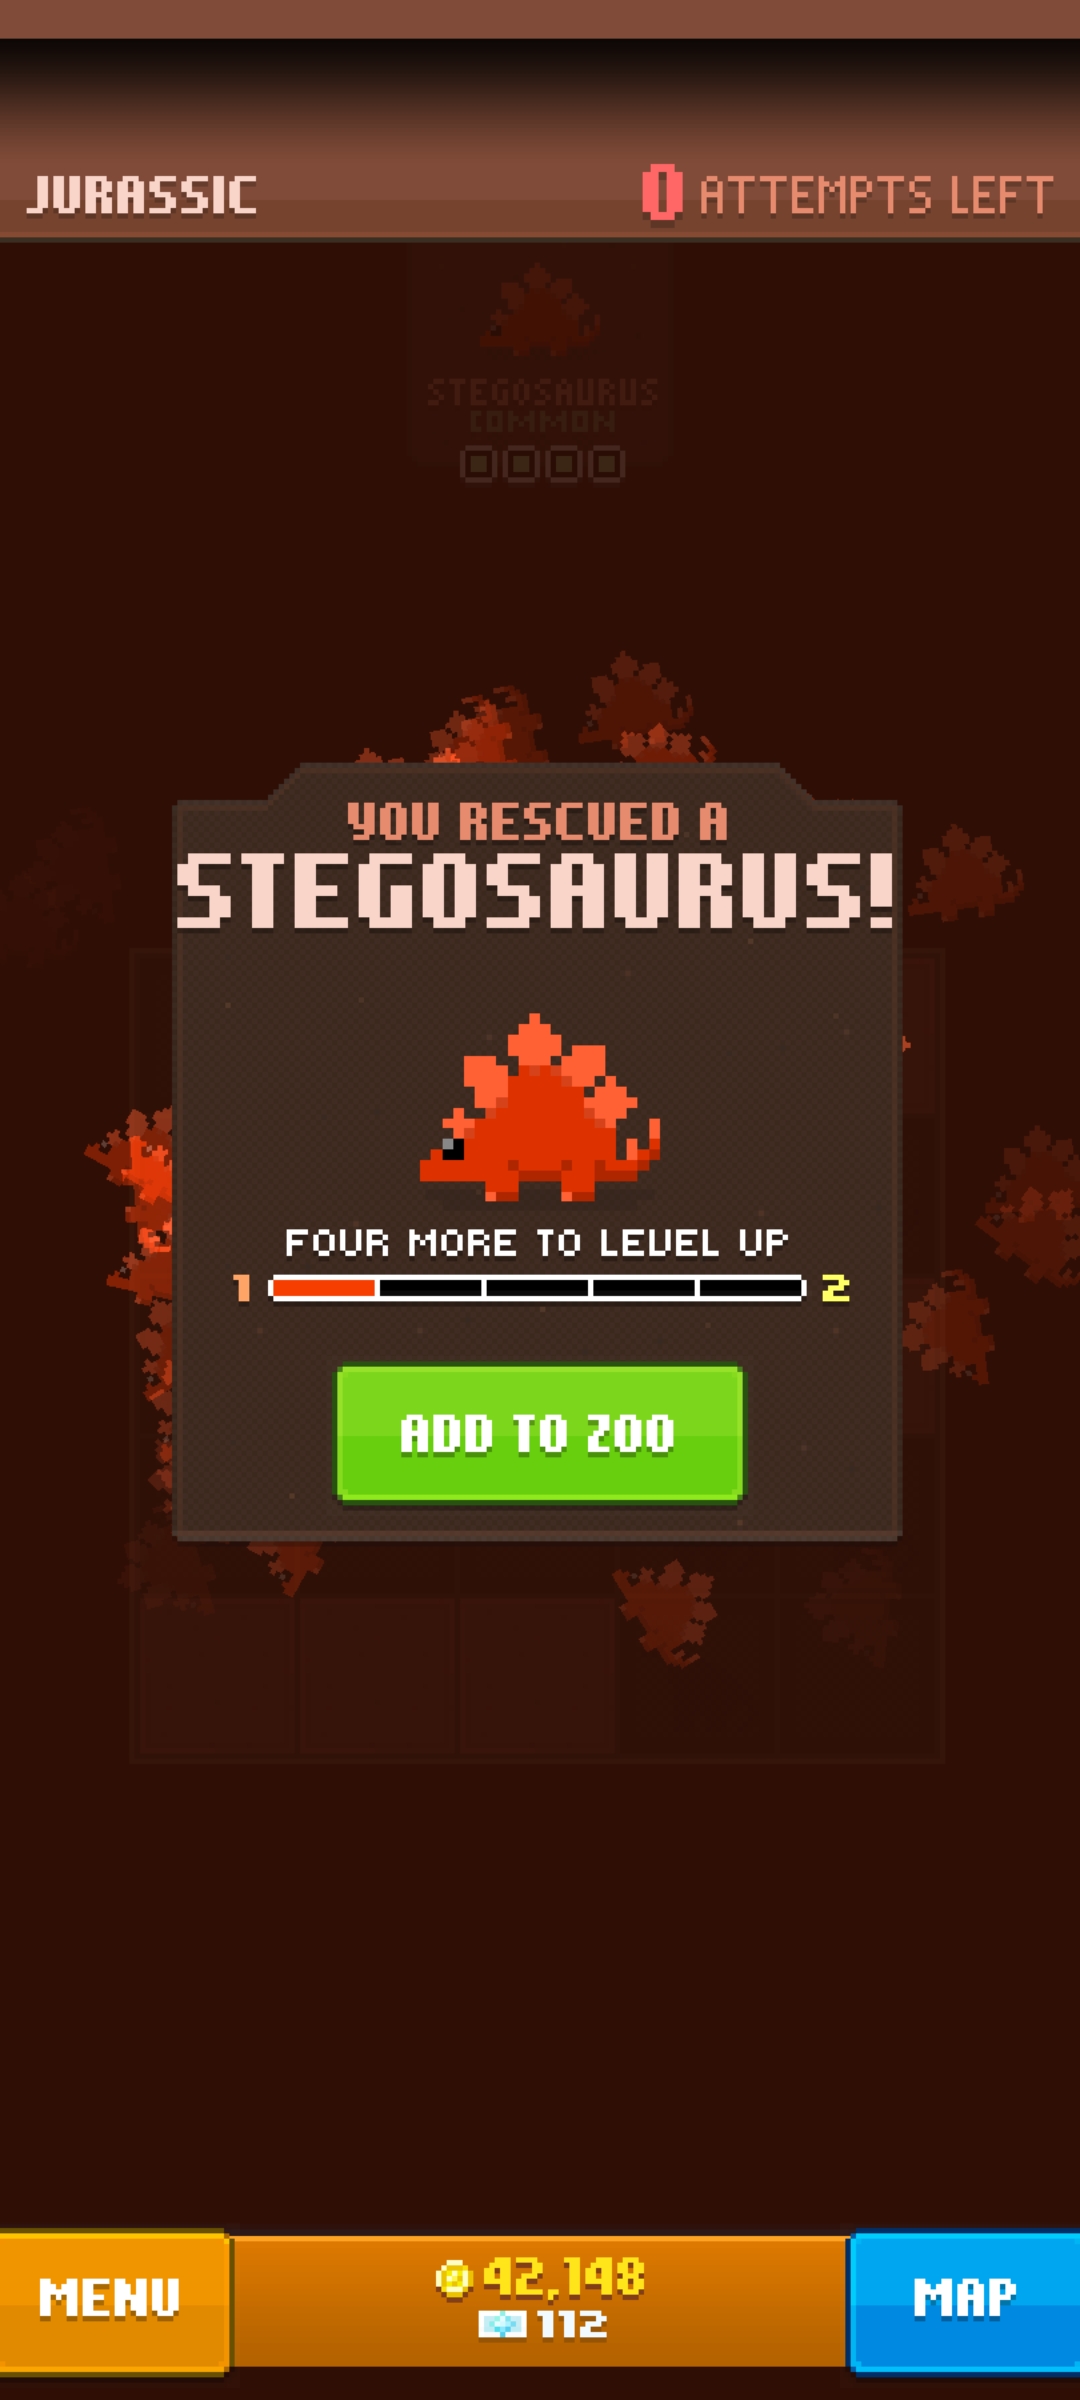 JURASSIC
0 ATTEMPTS LEFT
STEGOSAURUS
COMMON
YOU RESCUED A
STEGOSAURUS!
FOUR MORE TO LEVEL UP
1 2
ADD TO ZOO
MENU
42,148
112
MAP